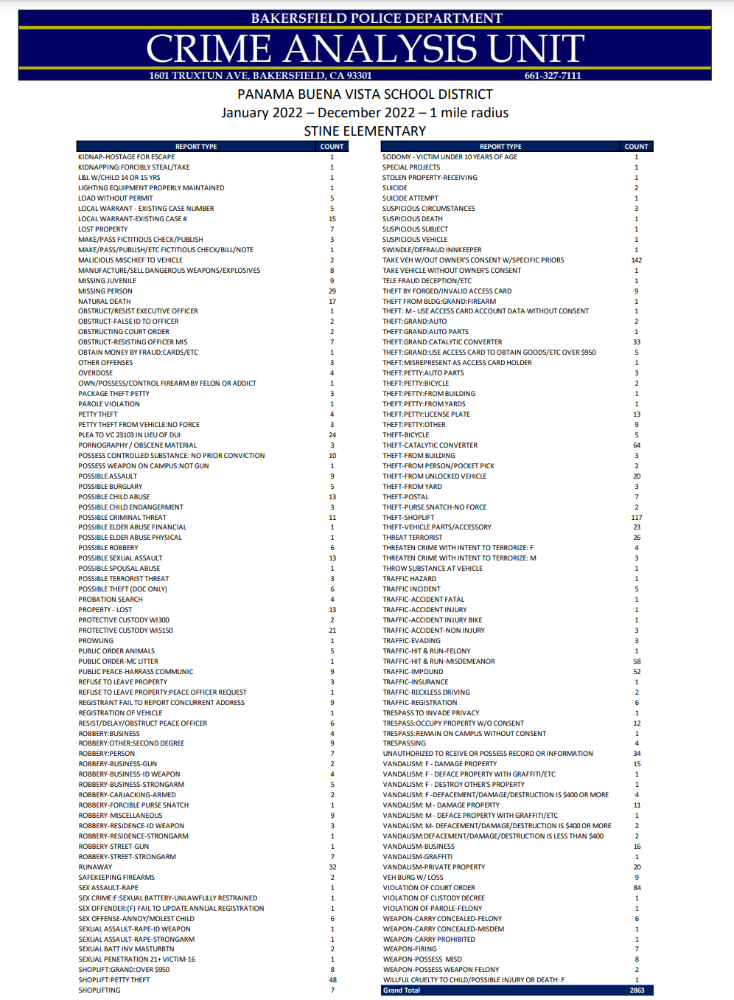 BAKERSFIELD POLICE DEPARTMENT
CRIME ANALYSIS UNIT
1601 TRUXTUN AVE, BAKERSFIELD, CA 93301 661-327-7111
PANAMA BUENA VISTA SCHOOL DISTRICT
January 2022 – December 2022 – 1 mile radius
STINE ELEMENTARY
REPORT TYPE COUNT
KIDNAP-HOSTAGE FOR ESCAPE 1
KIDNAPPING:FORCIBLY STEAL/TAKE 1
L&L W/CHILD 14 OR 15 YRS 1
LIGHTING EQUIPMENT PROPERLY MAINTAINED 1
LOAD WITHOUT PERMIT 5
LOCAL WARRANT - EXISTING CASE NUMBER 5
LOCAL WARRANT-EXISTING CASE # 15
LOST PROPERTY 7
MAKE/PASS FICTITIOUS CHECK/PUBLISH 3
MAKE/PASS/PUBLISH/ETC FICTITIOUS CHECK/BILL/NOTE 1
MALICIOUS MISCHIEF TO VEHICLE 2
MANUFACTURE/SELL DANGEROUS WEAPONS/EXPLOSIVES 8
MISSING JUVENILE 9
MISSING PERSON 29
NATURAL DEATH 17
OBSTRUCT/RESIST EXECUTIVE OFFICER 1
OBSTRUCT-FALSE ID TO OFFICER 2
OBSTRUCTING COURT ORDER 2
OBSTRUCT-RESISTING OFFICER MIS 7
OBTAIN MONEY BY FRAUD:CARDS/ETC 1
OTHER OFFENSES 3
OVERDOSE 4
OWN/POSSESS/CONTROL FIREARM BY FELON OR ADDICT 1
PACKAGE THEFT:PETTY 3
PAROLE VIOLATION 1
PETTY THEFT 4
PETTY THEFT FROM VEHICLE:NO FORCE 3
PLEA TO VC 23103 IN LIEU OF DUI 24
PORNOGRAPHY / OBSCENE MATERIAL 3
POSSESS CONTROLLED SUBSTANCE: NO PRIOR CONVICTION 10
POSSESS WEAPON ON CAMPUS:NOT GUN 1
POSSIBLE ASSAULT 9
POSSIBLE BURGLARY 5
POSSIBLE CHILD ABUSE 13
POSSIBLE CHILD ENDANGERMENT 3
POSSIBLE CRIMINAL THREAT 11
POSSIBLE ELDER ABUSE FINANCIAL 1
POSSIBLE ELDER ABUSE PHYSICAL 1
POSSIBLE ROBBERY 6
POSSIBLE SEXUAL ASSAULT 13
POSSIBLE SPOUSAL ABUSE 1
POSSIBLE TERRORIST THREAT 3
POSSIBLE THEFT (DOC ONLY) 6
PROBATION SEARCH 4
PROPERTY - LOST 13
PROTECTIVE CUSTODY WI300 2
PROTECTIVE CUSTODY WI5150 21
PROWLING 1
PUBLIC ORDER ANIMALS 5
PUBLIC ORDER-MC LITTER 1
PUBLIC PEACE-HARRASS COMMUNIC 9
REFUSE TO LEAVE PROPERTY 3
REFUSE TO LEAVE PROPERTY:PEACE OFFICER REQUEST 1
REGISTRANT FAIL TO REPORT CONCURRENT ADDRESS 9
REGISTRATION OF VEHICLE 1
RESIST/DELAY/OBSTRUCT PEACE OFFICER 6
ROBBERY:BUSINESS 4
ROBBERY:OTHER:SECOND DEGREE 9
ROBBERY:PERSON 7
ROBBERY-BUSINESS-GUN 2
ROBBERY-BUSINESS-ID WEAPON 4
ROBBERY-BUSINESS-STRONGARM 5
ROBBERY-CARJACKING-ARMED 2
ROBBERY-FORCIBLE PURSE SNATCH 1
ROBBERY-MISCELLANEOUS 9
ROBBERY-RESIDENCE-ID WEAPON 3
ROBBERY-RESIDENCE-STRONGARM 1
ROBBERY-STREET-GUN 1
ROBBERY-STREET-STRONGARM 7
RUNAWAY 32
SAFEKEEPING FIREARMS 2
SEX ASSAULT-RAPE 1
SEX CRIME:F:SEXUAL BATTERY-UNLAWFULLY RESTRAINED 1
SEX OFFENDER:(F) FAIL TO UPDATE ANNUAL REGISTRATION 1
SEX OFFENSE-ANNOY/MOLEST CHILD 6
SEXUAL ASSAULT-RAPE-ID WEAPON 1
SEXUAL ASSAULT-RAPE-STRONGARM 1
SEXUAL BATT INV MASTURBTN 2
SEXUAL PENETRATION 21+ VICTIM-16 1
SHOPLIFT:GRAND:OVER $950 8
SHOPLIFT:PETTY THEFT 48
SHOPLIFTING 7
REPORT TYPE COUNT
SODOMY - VICTIM UNDER 10 YEARS OF AGE 1
SPECIAL PROJECTS 1
STOLEN PROPERTY-RECEIVING 1
SUICIDE 2
SUICIDE ATTEMPT 1
SUSPICIOUS CIRCUMSTANCES 3
SUSPICIOUS DEATH 1
SUSPICIOUS SUBJECT 1
SUSPICIOUS VEHICLE 1
SWINDLE/DEFRAUD INNKEEPER 1
TAKE VEH W/OUT OWNER'S CONSENT W/SPECIFIC PRIORS 142
TAKE VEHICLE WITHOUT OWNER'S CONSENT 1
TELE FRAUD DECEPTION/ETC 1
THEFT BY FORGED/INVALID ACCESS CARD 9
THEFT FROM BLDG:GRAND:FIREARM 1
THEFT: M - USE ACCESS CARD ACCOUNT DATA WITHOUT CONSENT 1
THEFT:GRAND:AUTO 2
THEFT:GRAND:AUTO PARTS 1
THEFT:GRAND:CATALYTIC CONVERTER 33
THEFT:GRAND:USE ACCESS CARD TO OBTAIN GOODS/ETC OVER $950 5
THEFT:MISREPRESENT AS ACCESS CARD HOLDER 1
THEFT:PETTY:AUTO PARTS 3
THEFT:PETTY:BICYCLE 2
THEFT:PETTY:FROM BUILDING 1
THEFT:PETTY:FROM YARDS 1
THEFT:PETTY:LICENSE PLATE 13
THEFT:PETTY:OTHER 9
THEFT-BICYCLE 5
THEFT-CATALYTIC CONVERTER 64
THEFT-FROM BUILDING 3
THEFT-FROM PERSON/POCKET PICK 2
THEFT-FROM UNLOCKED VEHICLE 20
THEFT-FROM YARD 3
THEFT-POSTAL 7
THEFT-PURSE SNATCH-NO FORCE 2
THEFT-SHOPLIFT 117
THEFT-VEHICLE PARTS/ACCESSORY 23
THREAT TERRORIST 26
THREATEN CRIME WITH INTENT TO TERRORIZE: F 4
THREATEN CRIME WITH INTENT TO TERRORIZE: M 3
THROW SUBSTANCE AT VEHICLE 1
TRAFFIC HAZARD 1
TRAFFIC INCIDENT 5
TRAFFIC-ACCIDENT FATAL 1
TRAFFIC-ACCIDENT INJURY 1
TRAFFIC-ACCIDENT INJURY BIKE 1
TRAFFIC-ACCIDENT-NON INJURY 3
TRAFFIC-EVADING 3
TRAFFIC-HIT & RUN-FELONY 1
TRAFFIC-HIT & RUN-MISDEMEANOR 58
TRAFFIC-IMPOUND 52
TRAFFIC-INSURANCE 1
TRAFFIC-RECKLESS DRIVING 2
TRAFFIC-REGISTRATION 6
TRESPASS TO INVADE PRIVACY 1
TRESPASS:OCCUPY PROPERTY W/O CONSENT 12
TRESPASS:REMAIN ON CAMPUS WITHOUT CONSENT 1
TRESPASSING 4
UNAUTHORIZED TO RCEIVE OR POSSESS RECORD OR INFORMATION 34
VANDALISM: F - DAMAGE PROPERTY 15
VANDALISM: F - DEFACE PROPERTY WITH GRAFFITI/ETC 1
VANDALISM: F - DESTROY OTHER'S PROPERTY 1
VANDALISM: F -DEFACEMENT/DAMAGE/DESTRUCTION IS $400 OR MORE 4
VANDALISM: M - DAMAGE PROPERTY 11
VANDALISM: M - DEFACE PROPERTY WITH GRAFFITI/ETC 1
VANDALISM: M- DEFACEMENT/DAMAGE/DESTRUCTION IS $400 OR MORE 2
VANDALISM:DEFACEMENT/DAMAGE/DESTRUCTION IS LESS THAN $400 2
VANDALISM-BUSINESS 16
VANDALISM-GRAFFITI 1
VANDALISM-PRIVATE PROPERTY 20
VEH BURG W/ LOSS 9
VIOLATION OF COURT ORDER 84
VIOLATION OF CUSTODY DECREE 1
VIOLATION OF PAROLE-FELONY 1
WEAPON-CARRY CONCEALED-FELONY 6
WEAPON-CARRY CONCEALED-MISDEM 1
WEAPON-CARRY PROHIBITED 1
WEAPON-FIRING 7
WEAPON-POSSESS MISD 8
WEAPON-POSSESS WEAPON FELONY 2
WILLFUL CRUELTY TO CHILD/POSSIBLE INJURY OR DEATH: F 1
Grand Total 2863